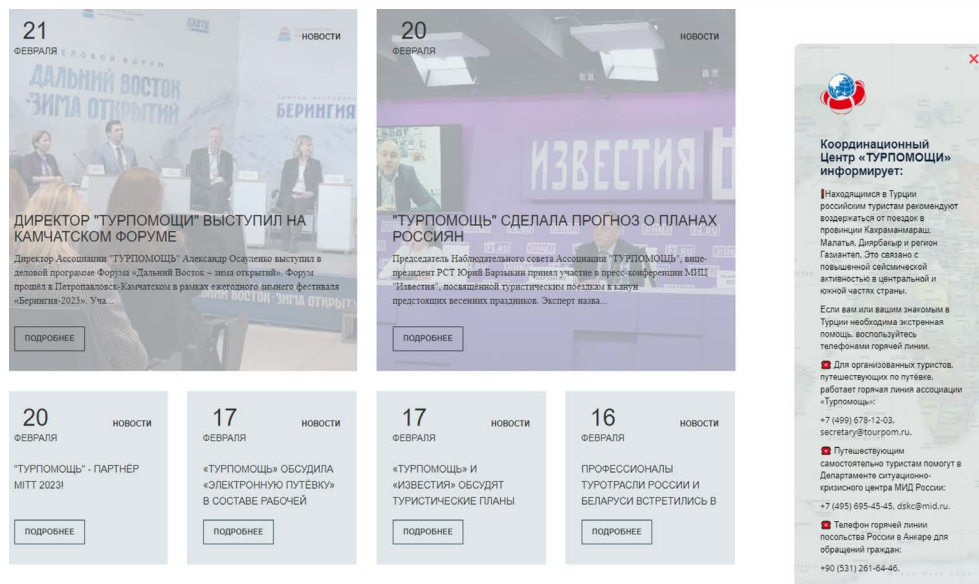 21
ФЕВРАЛЯ
НОВОСТИ
ДЕЛОВОЙ ФОРУМ
ДАЛЬНИЙ ВОСТОК
-ЗИМА ОТКРЫТИЙ
БЕРИНГИЯ
ДИРЕКТОР "ТУРПОМОЩИ" ВЫСТУПИЛ НА
КАМЧАТСКОМ ФОРУМЕ
Директор Ассоциации "ТУРПОМОЩЬ" Александр Осауленко выступил в
деловой программе Форума «Дальний Восток – зима открытий». Форум
прошёл в Петропавловск-Камчатском в рамках ежегодного зимнего фестиваля
«Берингия-2023». Уча...
ПОДРОБНЕЕ
20
ФЕВРАЛЯ
НОВОСТИ
ИЗВЕСТИЯ
"ТУРПОМОЩЬ" СДЕЛАЛА ПРОГНОЗ О ПЛАНАХ
РОССИЯН
Председатель Наблюдательного совета Ассоциации "ТУРПОМОЩЬ", вице-
президент РСТ Юрий Барзыкин принял участие в пресс-конференции МИЦ
"Известия", посвящённой туристическим поездкам в канун
предстоящих весенних праздников. Эксперт назва...
ПОДРОБНЕЕ
20
ФЕВРАЛЯ
НОВОСТИ
"ТУРПОМОЩЬ" - ПАРТНЁР
MITT 2023!
ПОДРОБНЕЕ
17
ФЕВРАЛЯ
НОВОСТИ
«ТУРПОМОЩЬ» ОБСУДИЛА
«ЭЛЕКТРОННУЮ ПУТЁВКУ»
В СОСТАВЕ РАБОЧЕЙ
ПОДРОБНЕЕ
17
ФЕВРАЛЯ
НОВОСТИ
«ТУРПОМОЩЬ» И
«ИЗВЕСТИЯ» ОБСУДЯТ
ТУРИСТИЧЕСКИЕ ПЛАНЫ
ПОДРОБНЕЕ
16
ФЕВРАЛЯ
НОВОСТИ
ПРОФЕССИОНАЛЫ
ТУРОТРАСЛИ РОССИИ И
БЕЛАРУСИ ВСТРЕТИЛИСЬ В
ПОДРОБНЕЕ
Координационный
Центр «ТУРПОМОЩИ»
информирует:
Находящимся в Турции
российским туристам рекомендуют
воздержаться от поездок в
провинции Кахраманмараш,
Малатья, Диярбакыр и регион
Газиантеп. Это связано с
повышенной сейсмической
активностью в центральной и
южной частях страны.
Если вам или вашим знакомым в
Турции необходима экстренная
помощь, воспользуйтесь
телефонами горячей линии.
Для организованных туристов,
путешествующих по путёвке,
работает горячая линия ассоциации
«Турпомощь»:
+7 (499) 678-12-03,
secretary@tourpom.ru.
Путешествующим
самостоятельно туристам помогут в
Департаменте ситуационно-
кризисного центра МИД России:
+7 (495) 695-45-45, dskc@mid.ru.
Телефон горячей линии
посольства России в Анкаре для
обращений граждан:
+90 (531) 261-64-46.